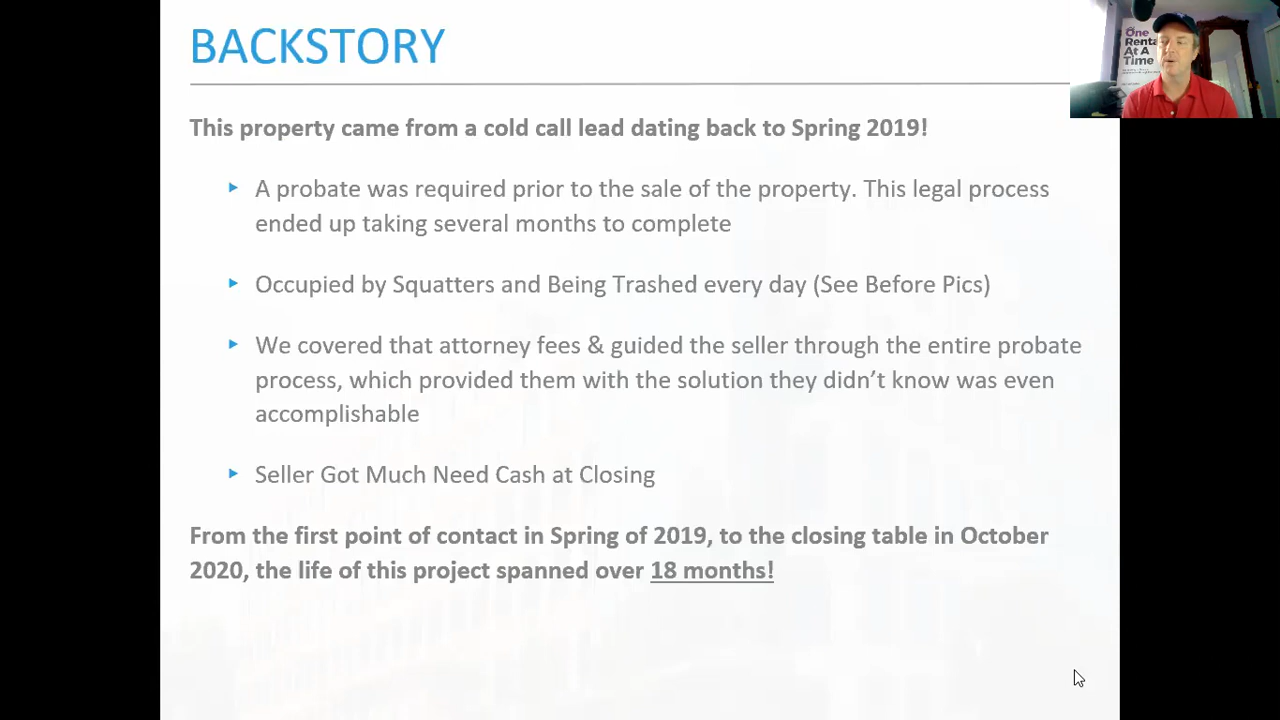 BACKSTORY
One
Renta
At A
Time
This property came from a cold call lead dating back to Spring 2019!
A probate was required prior to the sale of the property. This legal process
ended up taking several months to complete
Occupied by Squatters and Being Trashed every day (See Before Pics)
We covered that attorney fees & guided the seller through the entire probate
process, which provided them with the solution they didn't know was even
accomplishable
Seller Got Much Need Cash at Closing
From the first point of contact in Spring of 2019, to the closing table in October
2020, the life of this project spanned over 18 months!